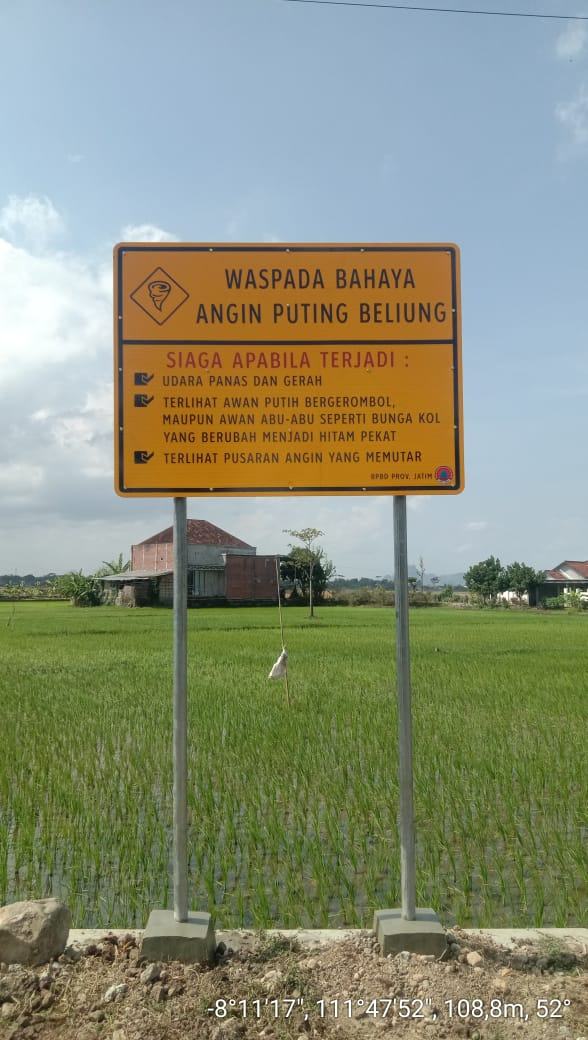 WASPADA BAHAYA
ANGIN PUTING BELIUNG
SIAGA APABILA TERJADI :
UDARA PANAS DAN GERAH
TERLIHAT AWAN PUTIH BERGEROMBOL,
MAUPUN AWAN ABU-ABU SEPERTI BUNGA KOL
YANG BERUBAH MENJADI HITAM PEKAT
TERLIHAT PUSARAN ANGIN YANG MEMUTAR
BPBD PROV. JATIM
-8°11'17", 111°47'52", 108,8m, 52°